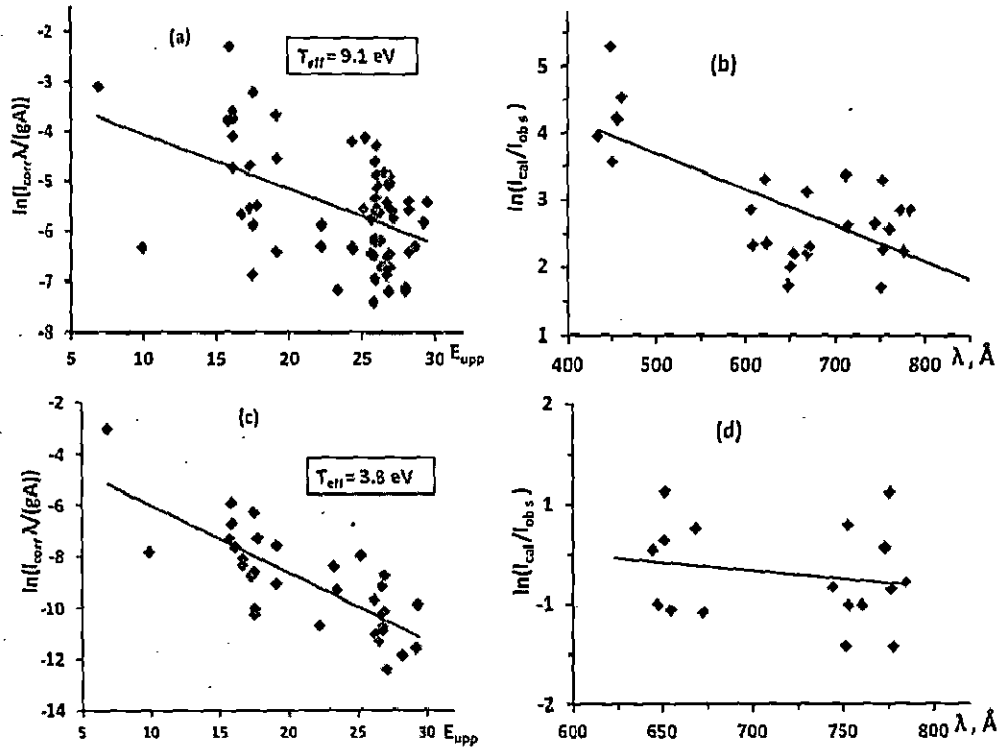 (a)
T_eff = 9.1 eV
ln(I_corr λ/(gA))
-2
-3
-4
-5
-6
-7
-8
5 10 15 20 25 30 E_upp
(b)
ln(I_cal/I_obs)
5
4
3
2
1
400 500 600 700 800 λ, Å
(c)
T_eff = 3.8 eV
ln(I_corr λ/(gA))
-2
-4
-6
-8
-10
-12
-14
5 10 15 20 25 30 E_upp
(d)
ln(I_cal/I_obs)
2
1
-1
-2
600 650 700 750 800 λ, Å